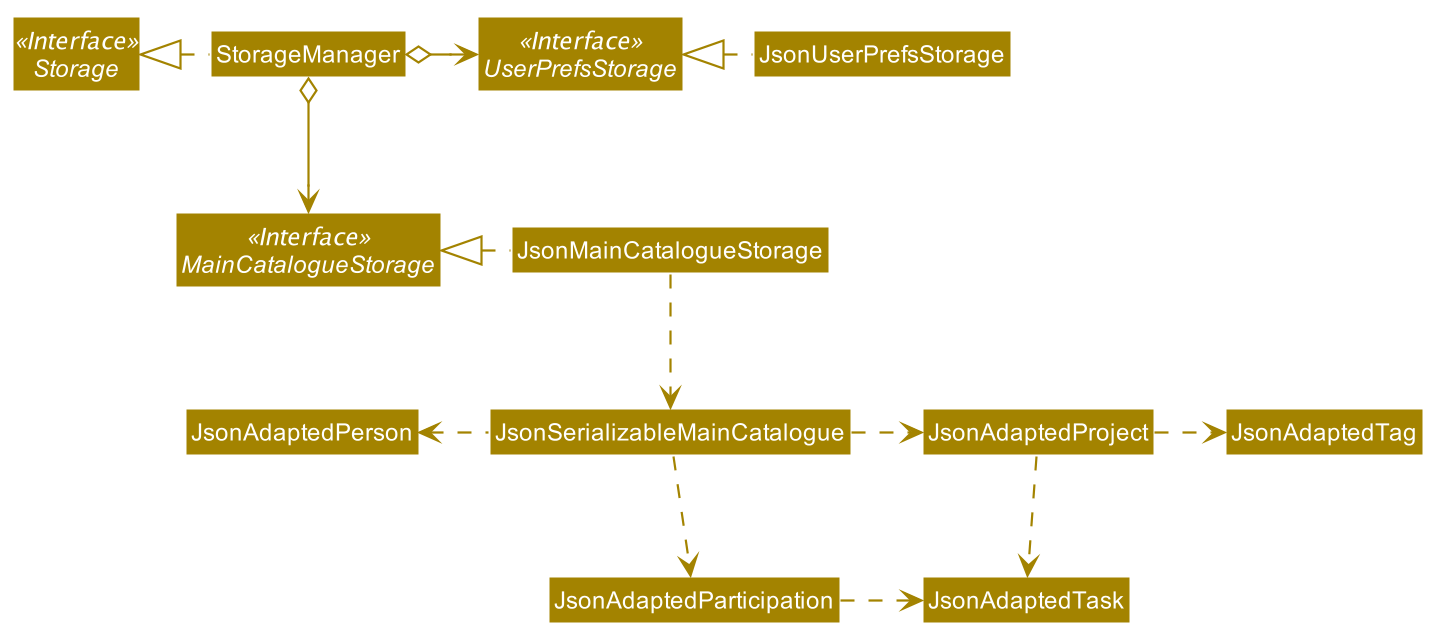 «Interface»
Storage
StorageManager
«Interface»
UserPrefsStorage
JsonUserPrefsStorage
«Interface»
MainCatalogueStorage
JsonMainCatalogueStorage
JsonAdaptedPerson
JsonSerializableMainCatalogue
JsonAdaptedProject
JsonAdaptedTag
JsonAdaptedParticipation
JsonAdaptedTask